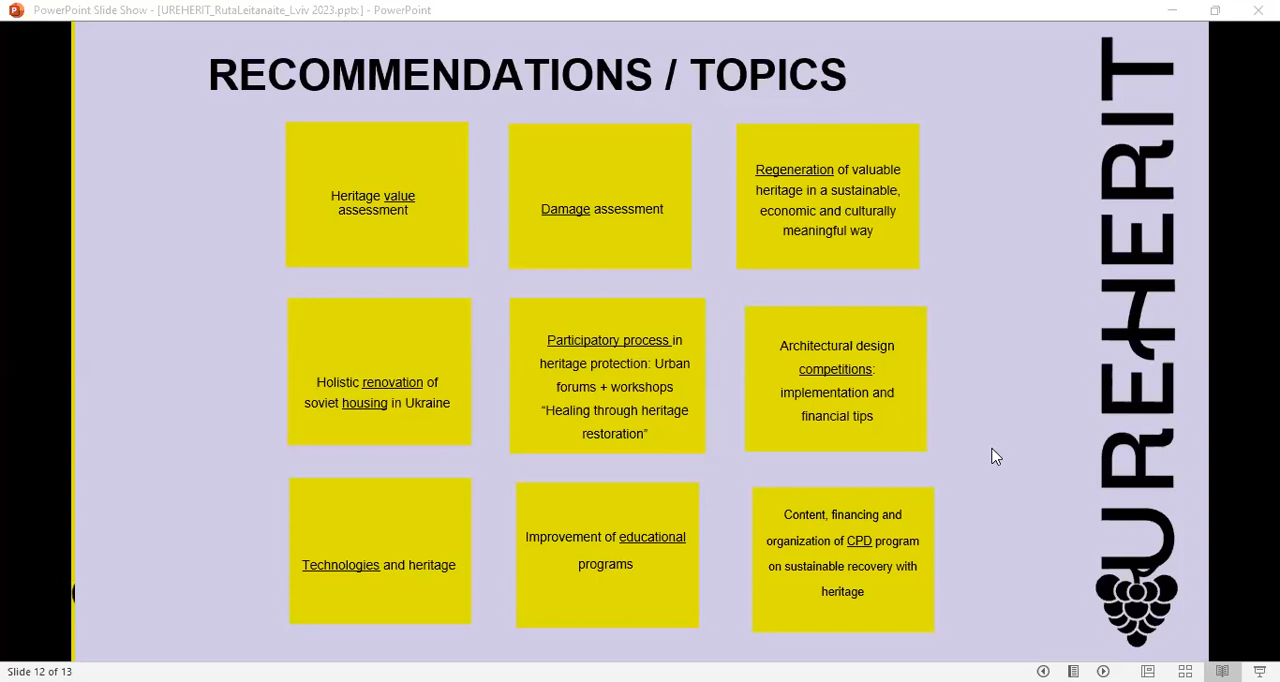 PowerPoint Slide Show - [UREHERIT_RutaLeitanaite_Lviv 2023.pptx] - PowerPoint
RECOMMENDATIONS / TOPICS
Heritage value
assessment
Damage assessment
Regeneration of valuable
heritage in a sustainable,
economic and culturally
meaningful way
Holistic renovation of
soviet housing in Ukraine
Participatory process in
heritage protection: Urban
forums + workshops
“Healing through heritage
restoration”
Architectural design
competitions:
implementation and
financial tips
Technologies and heritage
Improvement of educational
programs
Content, financing and
organization of CPD program
on sustainable recovery with
heritage
UREHERIT
Slide 12 of 13